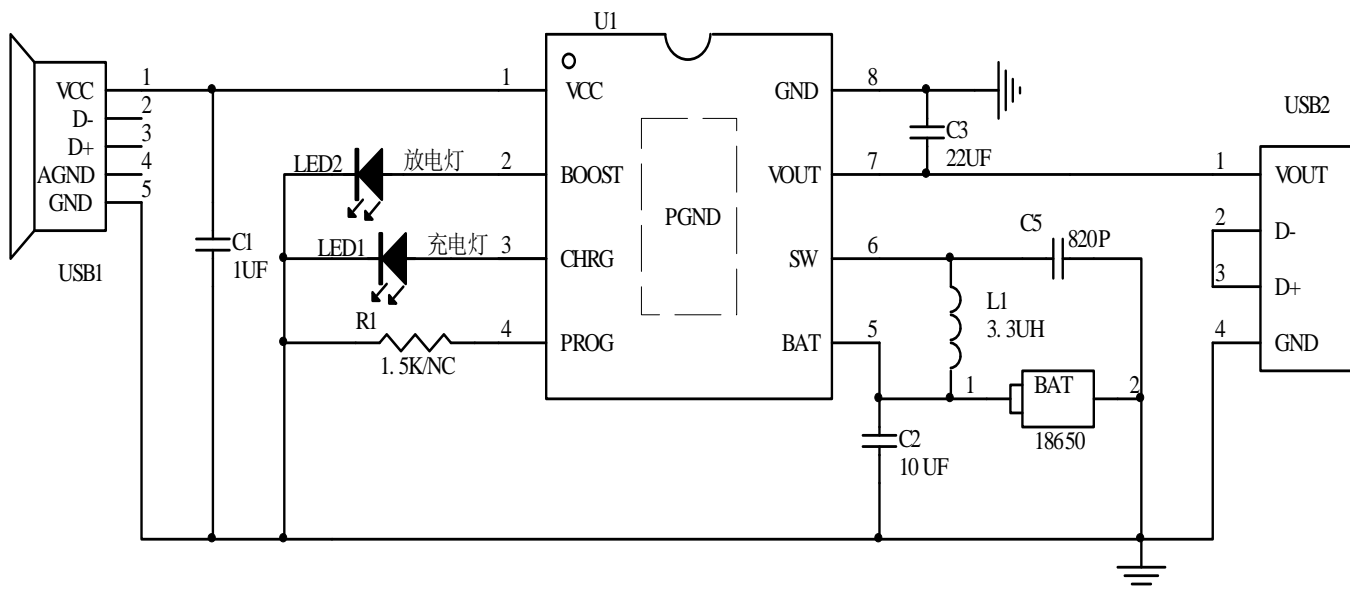 U1
VCC 1
D- 2
D+ 3
AGND 4
GND 5
USB1
C1
1UF
LED2 放电灯
LED1 充电灯
R1
1. 5K/NC
1 VCC
2 BOOST
3 CHRG
4 PROG
PGND
GND 8
VOUT 7
SW 6
BAT 5
C3
22UF
C5
820P
L1
3. 3UH
1 BAT 2
18650
C2
10 UF
USB2
1 VOUT
2 D-
3 D+
4 GND